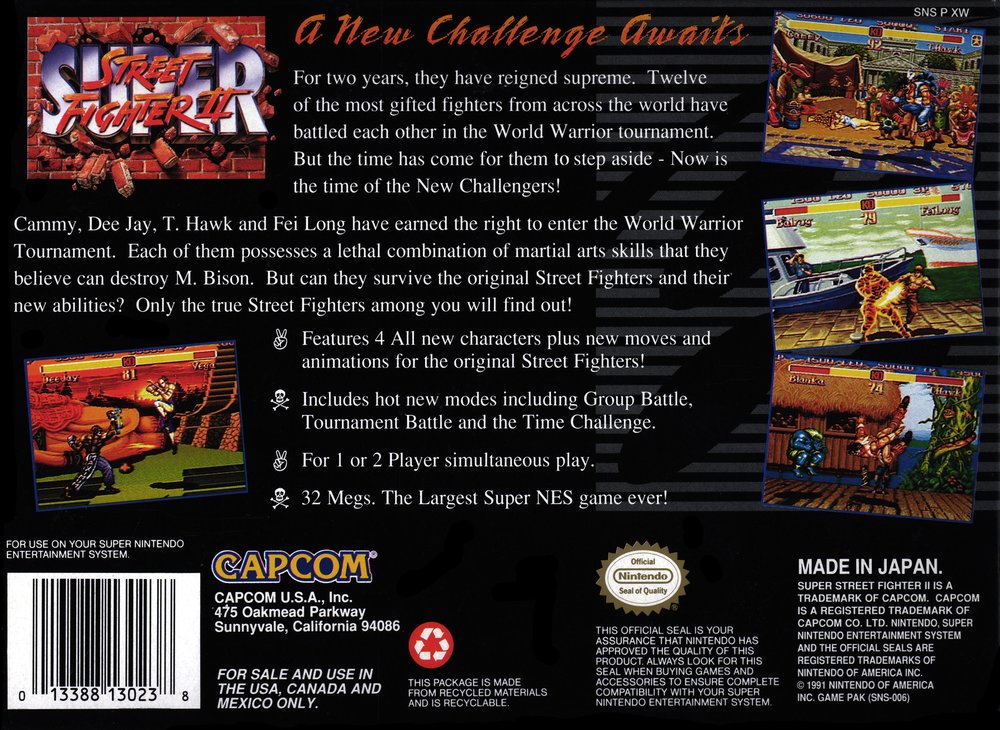 SNS P XW
SUPER
STREET
FIGHTER II
A New Challenge Awaits
For two years, they have reigned supreme. Twelve
of the most gifted fighters from across the world have
battled each other in the World Warrior tournament.
But the time has come for them to step aside - Now is
the time of the New Challengers!
Cammy, Dee Jay, T. Hawk and Fei Long have earned the right to enter the World Warrior
Tournament. Each of them possesses a lethal combination of martial arts skills that they
believe can destroy M. Bison. But can they survive the original Street Fighters and their
new abilities? Only the true Street Fighters among you will find out!
Features 4 All new characters plus new moves and
animations for the original Street Fighters!
Includes hot new modes including Group Battle,
Tournament Battle and the Time Challenge.
For 1 or 2 Player simultaneous play.
32 Megs. The Largest Super NES game ever!
KO
92
Cammy
T.Hawk
KO
79
Balrog
FeiLong
KO
74
Blanka
KO
81
DeeJay
Vega
FOR USE ON YOUR SUPER NINTENDO
ENTERTAINMENT SYSTEM.
0 13388 13023 8
CAPCOM®
CAPCOM U.S.A., Inc.
475 Oakmead Parkway
Sunnyvale, California 94086
FOR SALE AND USE IN
THE USA, CANADA AND
MEXICO ONLY.
THIS PACKAGE IS MADE
FROM RECYCLED MATERIALS
AND IS RECYCLABLE.
Official
Nintendo
Seal of Quality
®
THIS OFFICIAL SEAL IS YOUR
ASSURANCE THAT NINTENDO HAS
APPROVED THE QUALITY OF THIS
PRODUCT. ALWAYS LOOK FOR THIS
SEAL WHEN BUYING GAMES AND
ACCESSORIES TO ENSURE COMPLETE
COMPATIBILITY WITH YOUR SUPER
NINTENDO ENTERTAINMENT SYSTEM.
MADE IN JAPAN.
SUPER STREET FIGHTER II IS A
TRADEMARK OF CAPCOM. CAPCOM
IS A REGISTERED TRADEMARK OF
CAPCOM CO. LTD. NINTENDO, SUPER
NINTENDO ENTERTAINMENT SYSTEM
AND THE OFFICIAL SEALS ARE
REGISTERED TRADEMARKS OF
NINTENDO OF AMERICA INC.
© 1991 NINTENDO OF AMERICA
INC. GAME PAK (SNS-006)